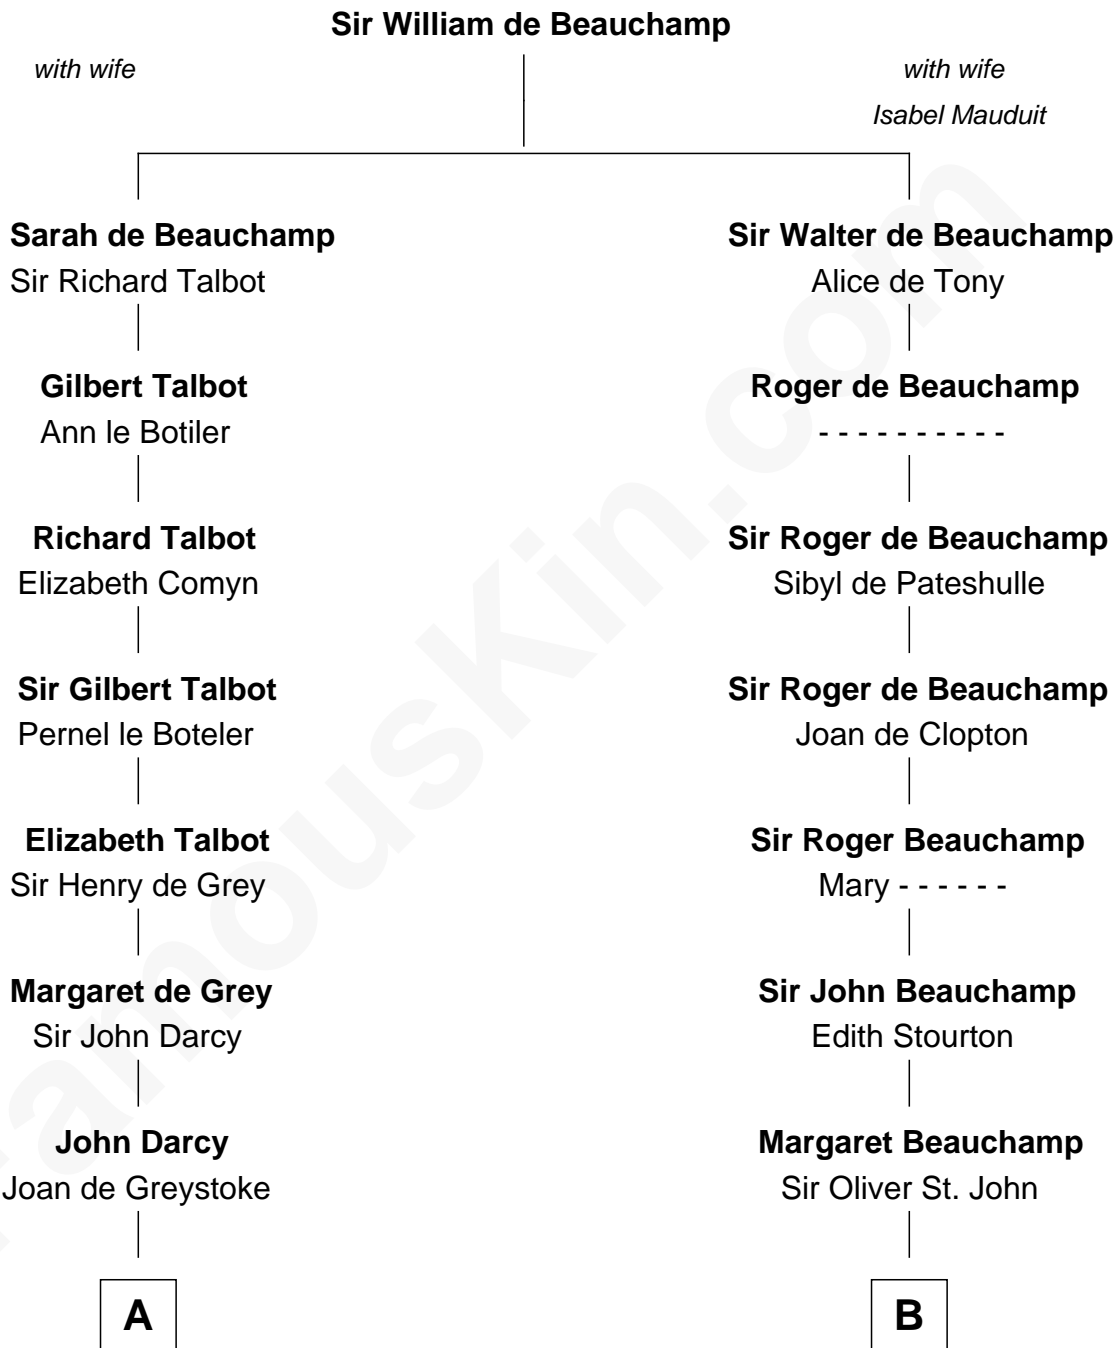 Sir William de Beauchamp
with wife
with wife
Isabel Mauduit
Sarah de Beauchamp
Sir Richard Talbot
Sir Walter de Beauchamp
Alice de Tony
Gilbert Talbot
Ann le Botiler
Roger de Beauchamp
- - - - - - - - - -
Richard Talbot
Elizabeth Comyn
Sir Roger de Beauchamp
Sibyl de Pateshulle
Sir Gilbert Talbot
Pernel le Boteler
Sir Roger de Beauchamp
Joan de Clopton
Elizabeth Talbot
Sir Henry de Grey
Sir Roger Beauchamp
Mary - - - - - -
Margaret de Grey
Sir John Darcy
Sir John Beauchamp
Edith Stourton
John Darcy
Joan de Greystoke
Margaret Beauchamp
Sir Oliver St. John
A
B
FamousKin.com